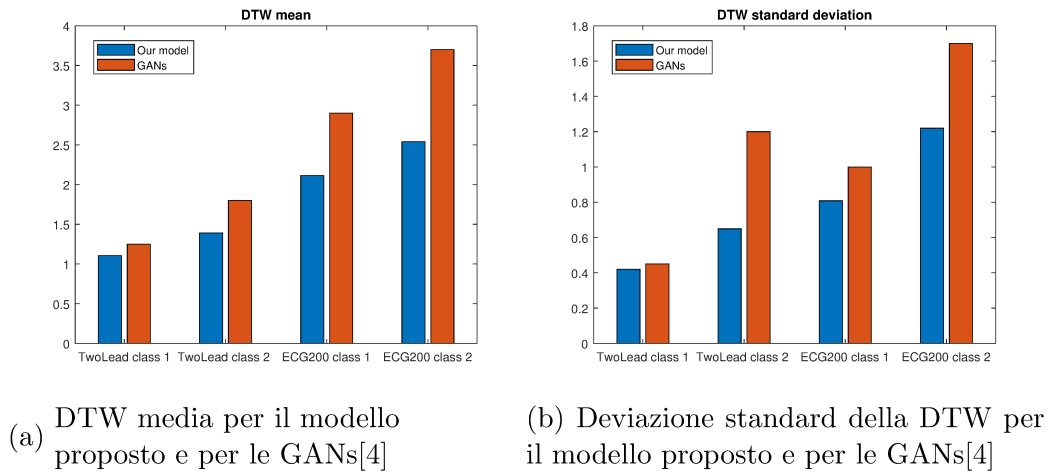 DTW mean
4
3.5
3
2.5
2
1.5
1
0.5
0
Our model
GANs
TwoLead class 1
TwoLead class 2
ECG200 class 1
ECG200 class 2
DTW standard deviation
1.8
1.6
1.4
1.2
1
0.8
0.6
0.4
0.2
0
Our model
GANs
TwoLead class 1
TwoLead class 2
ECG200 class 1
ECG200 class 2
(a) DTW media per il modello
proposto e per le GANs[4]
(b) Deviazione standard della DTW per
il modello proposto e per le GANs[4]